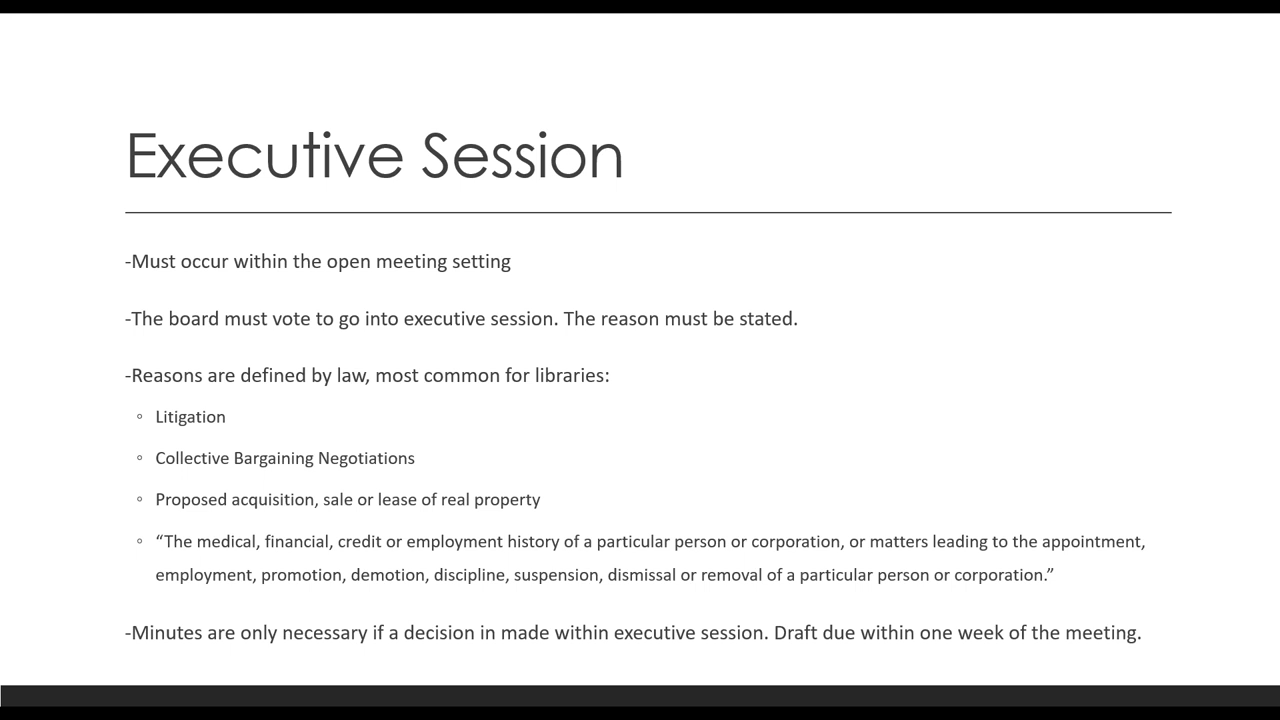 Executive Session
-Must occur within the open meeting setting
-The board must vote to go into executive session. The reason must be stated.
-Reasons are defined by law, most common for libraries:
◦ Litigation
◦ Collective Bargaining Negotiations
◦ Proposed acquisition, sale or lease of real property
◦ “The medical, financial, credit or employment history of a particular person or corporation, or matters leading to the appointment,
employment, promotion, demotion, discipline, suspension, dismissal or removal of a particular person or corporation.”
-Minutes are only necessary if a decision in made within executive session. Draft due within one week of the meeting.